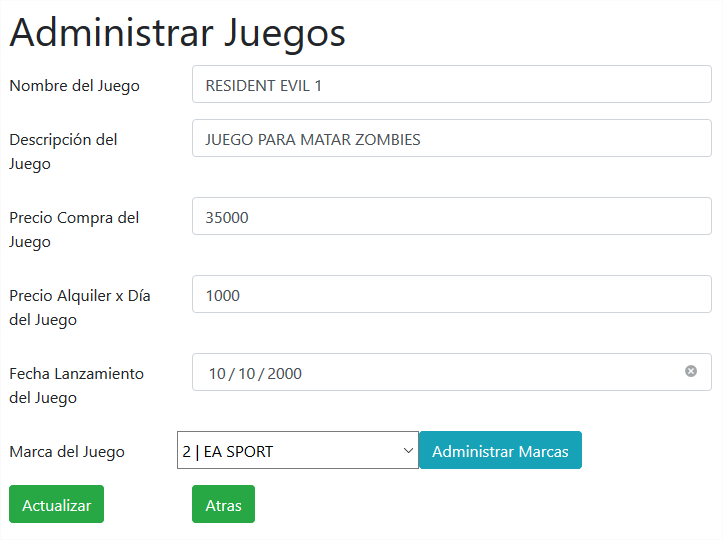 Administrar Juegos
Nombre del Juego
RESIDENT EVIL 1
Descripción del
Juego
JUEGO PARA MATAR ZOMBIES
Precio Compra del
Juego
35000
Precio Alquiler x Día
del Juego
1000
Fecha Lanzamiento
del Juego
10 / 10 / 2000
Marca del Juego
2 | EA SPORT
Administrar Marcas
Actualizar
Atras